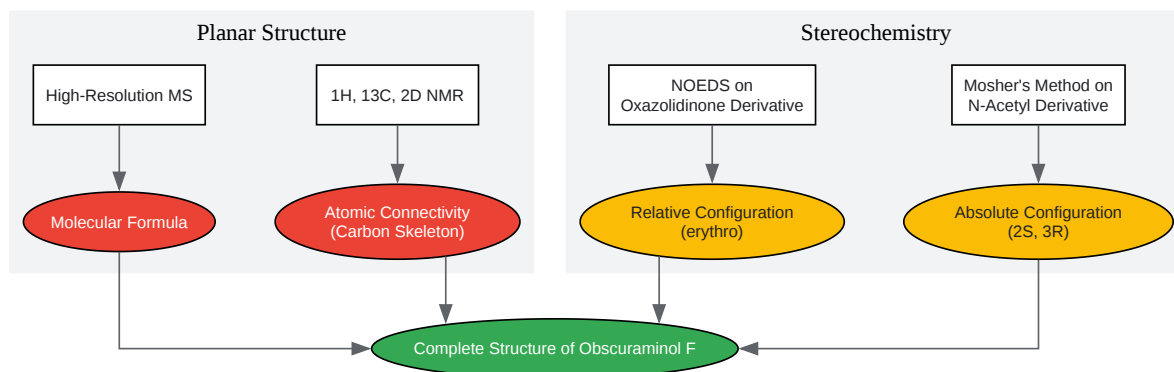 Planar Structure
High-Resolution MS
1H, 13C, 2D NMR
Molecular Formula
Atomic Connectivity
(Carbon Skeleton)
Stereochemistry
NOEDS on
Oxazolidinone Derivative
Mosher's Method on
N-Acetyl Derivative
Relative Configuration
(erythro)
Absolute Configuration
(2S, 3R)
Complete Structure of Obscuraminol F